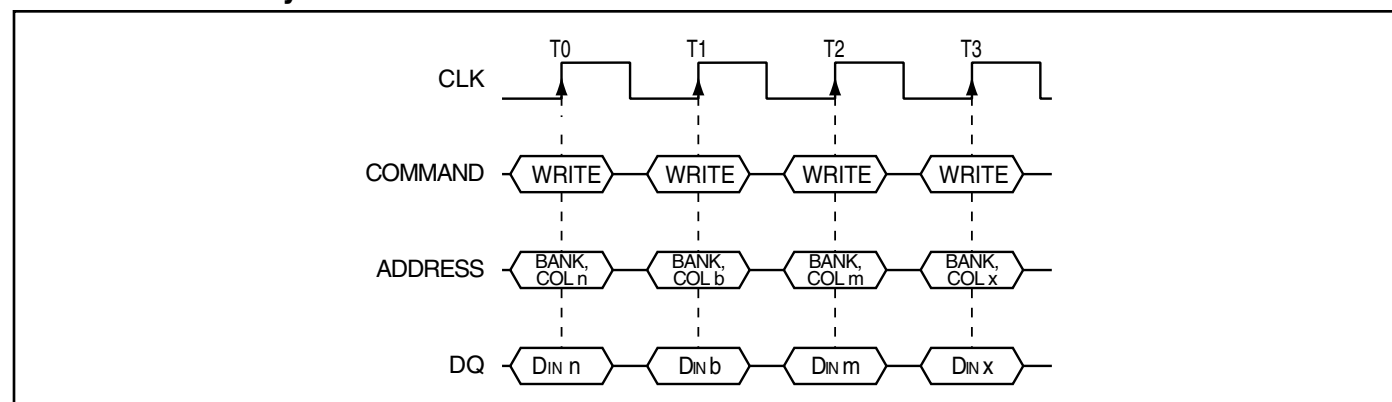 T0 T1 T2 T3
CLK
COMMAND WRITE WRITE WRITE WRITE
ADDRESS BANK, COL n BANK, COL b BANK, COL m BANK, COL x
DQ DIN n DIN b DIN m DIN x